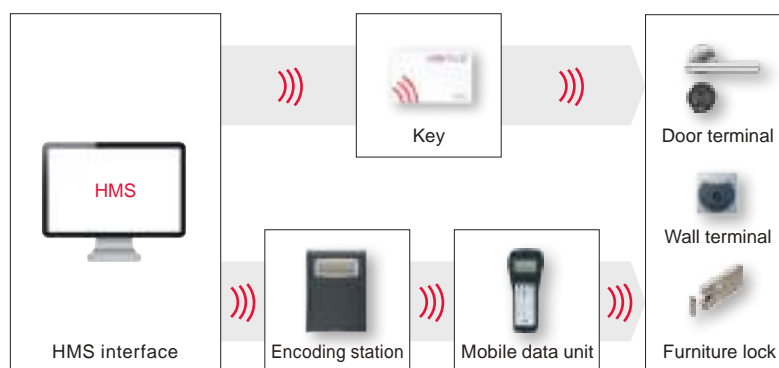 HMS
HMS interface
Key
Encoding station
Mobile data unit
Door terminal
Wall terminal
Furniture lock